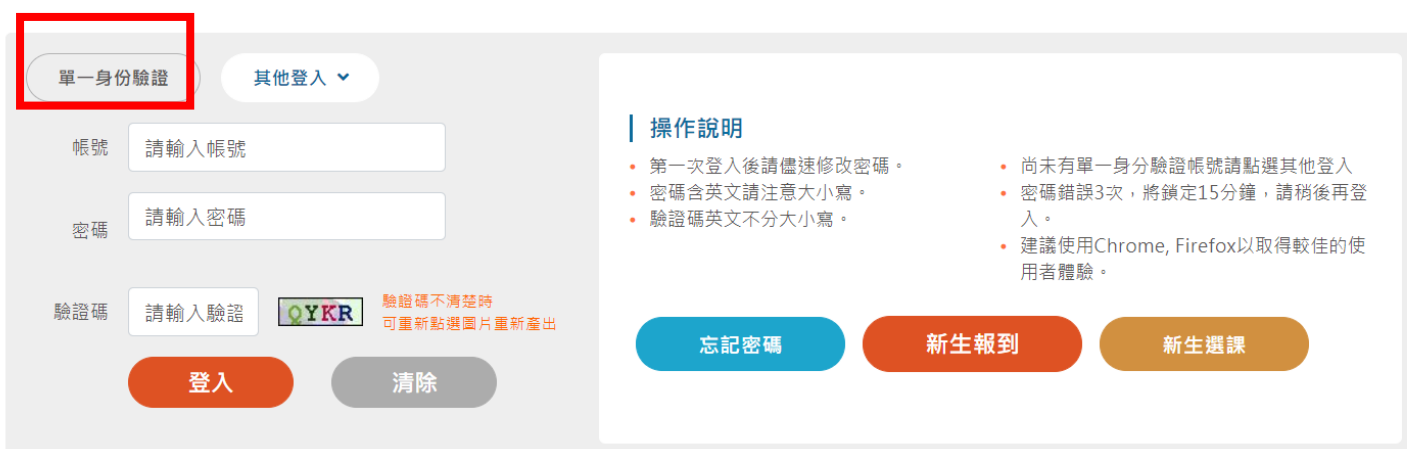 單一身份驗證
其他登入
帳號
請輸入帳號
密碼
請輸入密碼
驗證碼
請輸入驗證
QYKR
驗證碼不清楚時
可重新點選圖片重新產出
登入
清除
操作說明
第一次登入後請儘速修改密碼。
密碼含英文請注意大小寫。
驗證碼英文不分大小寫。
尚未有單一身分驗證帳號請點選其他登入
密碼錯誤3次，將鎖定15分鐘，請稍後再登
入。
建議使用Chrome, Firefox以取得較佳的使
用者體驗。
忘記密碼
新生報到
新生選課